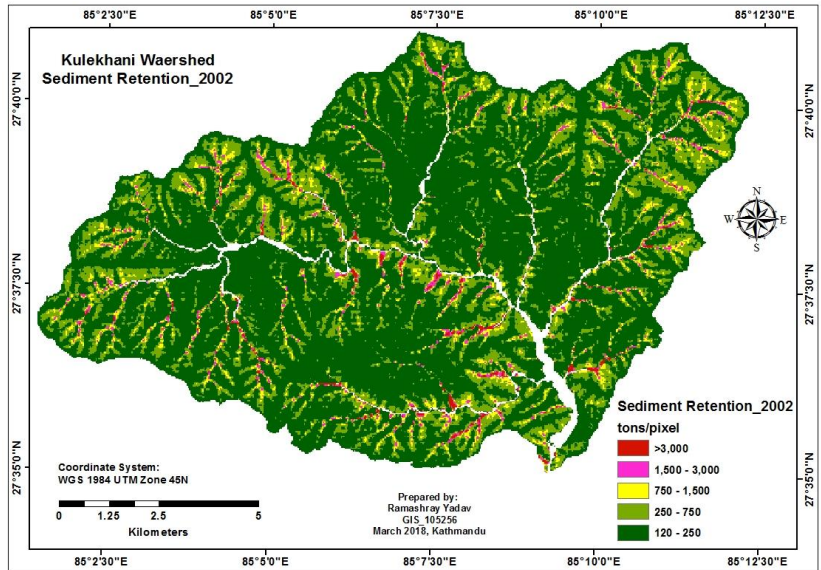 85°2'30"E 85°5'0"E 85°7'30"E 85°10'0"E 85°12'30"E
Kulekhani Waershed
Sediment Retention_2002
27°40'0"N
27°40'0"N
N
W E
S
27°37'30"N
27°37'30"N
Sediment Retention_2002
tons/pixel
>3,000
1,500 - 3,000
750 - 1,500
250 - 750
120 - 250
27°35'0"N
27°35'0"N
Coordinate System:
WGS 1984 UTM Zone 45N
0 1.25 2.5 5
Kilometers
Prepared by:
Ramashray Yadav
GIS_105256
March 2018, Kathmandu
85°2'30"E 85°5'0"E 85°7'30"E 85°10'0"E 85°12'30"E